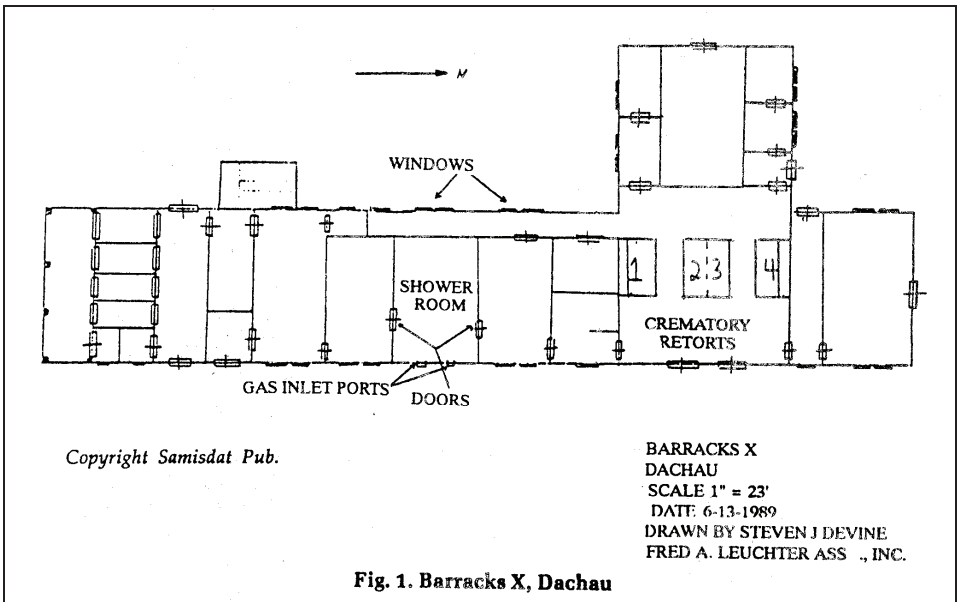 N
WINDOWS
SHOWER
ROOM
1
2 3
4
CREMATORY
RETORTS
GAS INLET PORTS
DOORS
Copyright Samisdat Pub.
BARRACKS X
DACHAU
SCALE 1" = 23'
DATE 6-13-1989
DRAWN BY STEVEN J DEVINE
FRED A. LEUCHTER ASS ., INC.
Fig. 1. Barracks X, Dachau